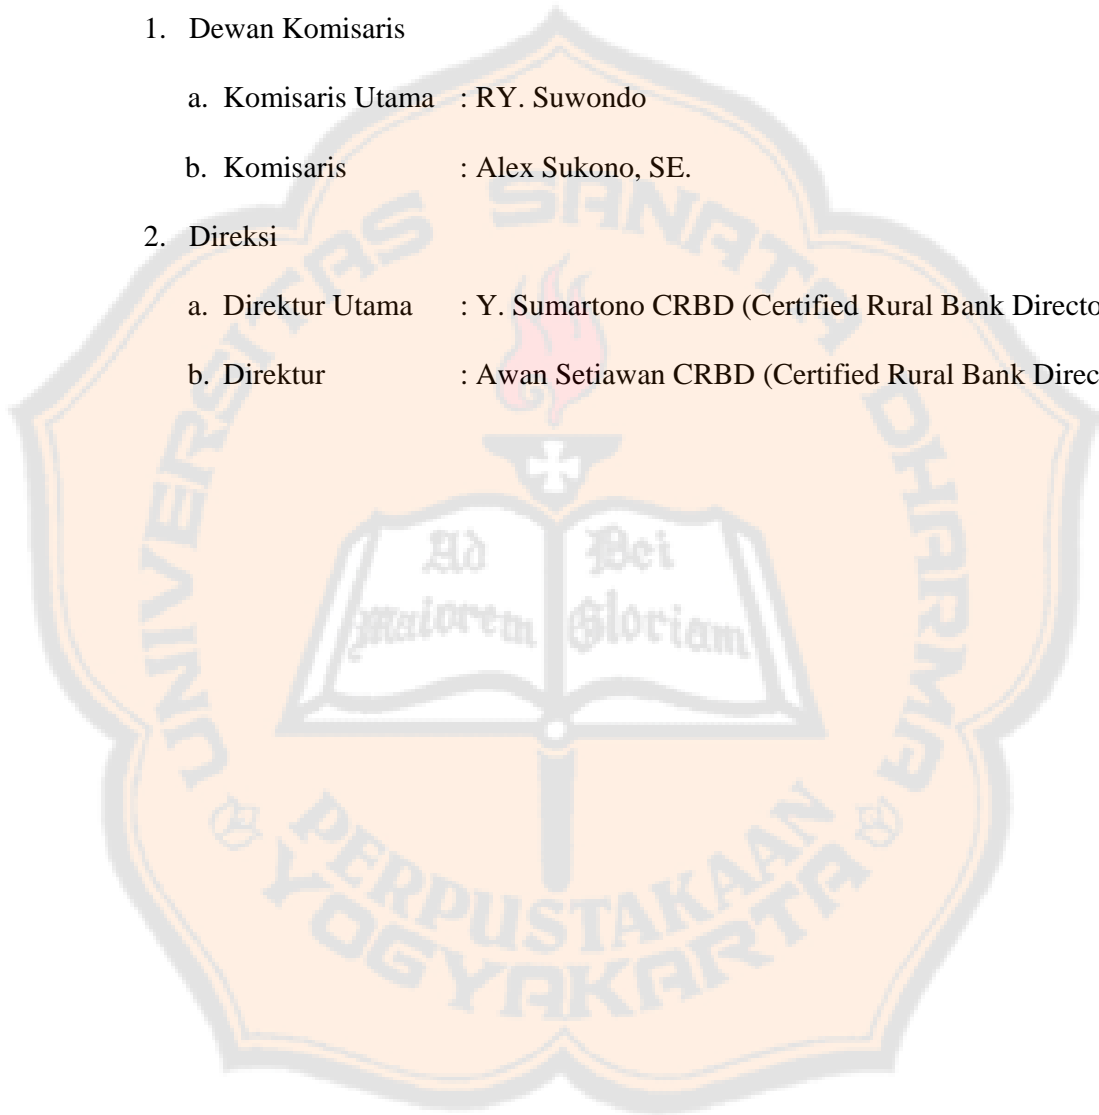 1. Dewan Komisaris
a. Komisaris Utama : RY. Suwondo
b. Komisaris : Alex Sukono, SE.
2. Direksi
a. Direktur Utama : Y. Sumartono CRBD (Certified Rural Bank Directo
b. Direktur : Awan Setiawan CRBD (Certified Rural Bank Direc
UNIVERSITAS SANATA DHARMA
Ad Dei
maiorem Gloriam
PERPUSTAKAAN
YOGYAKARTA